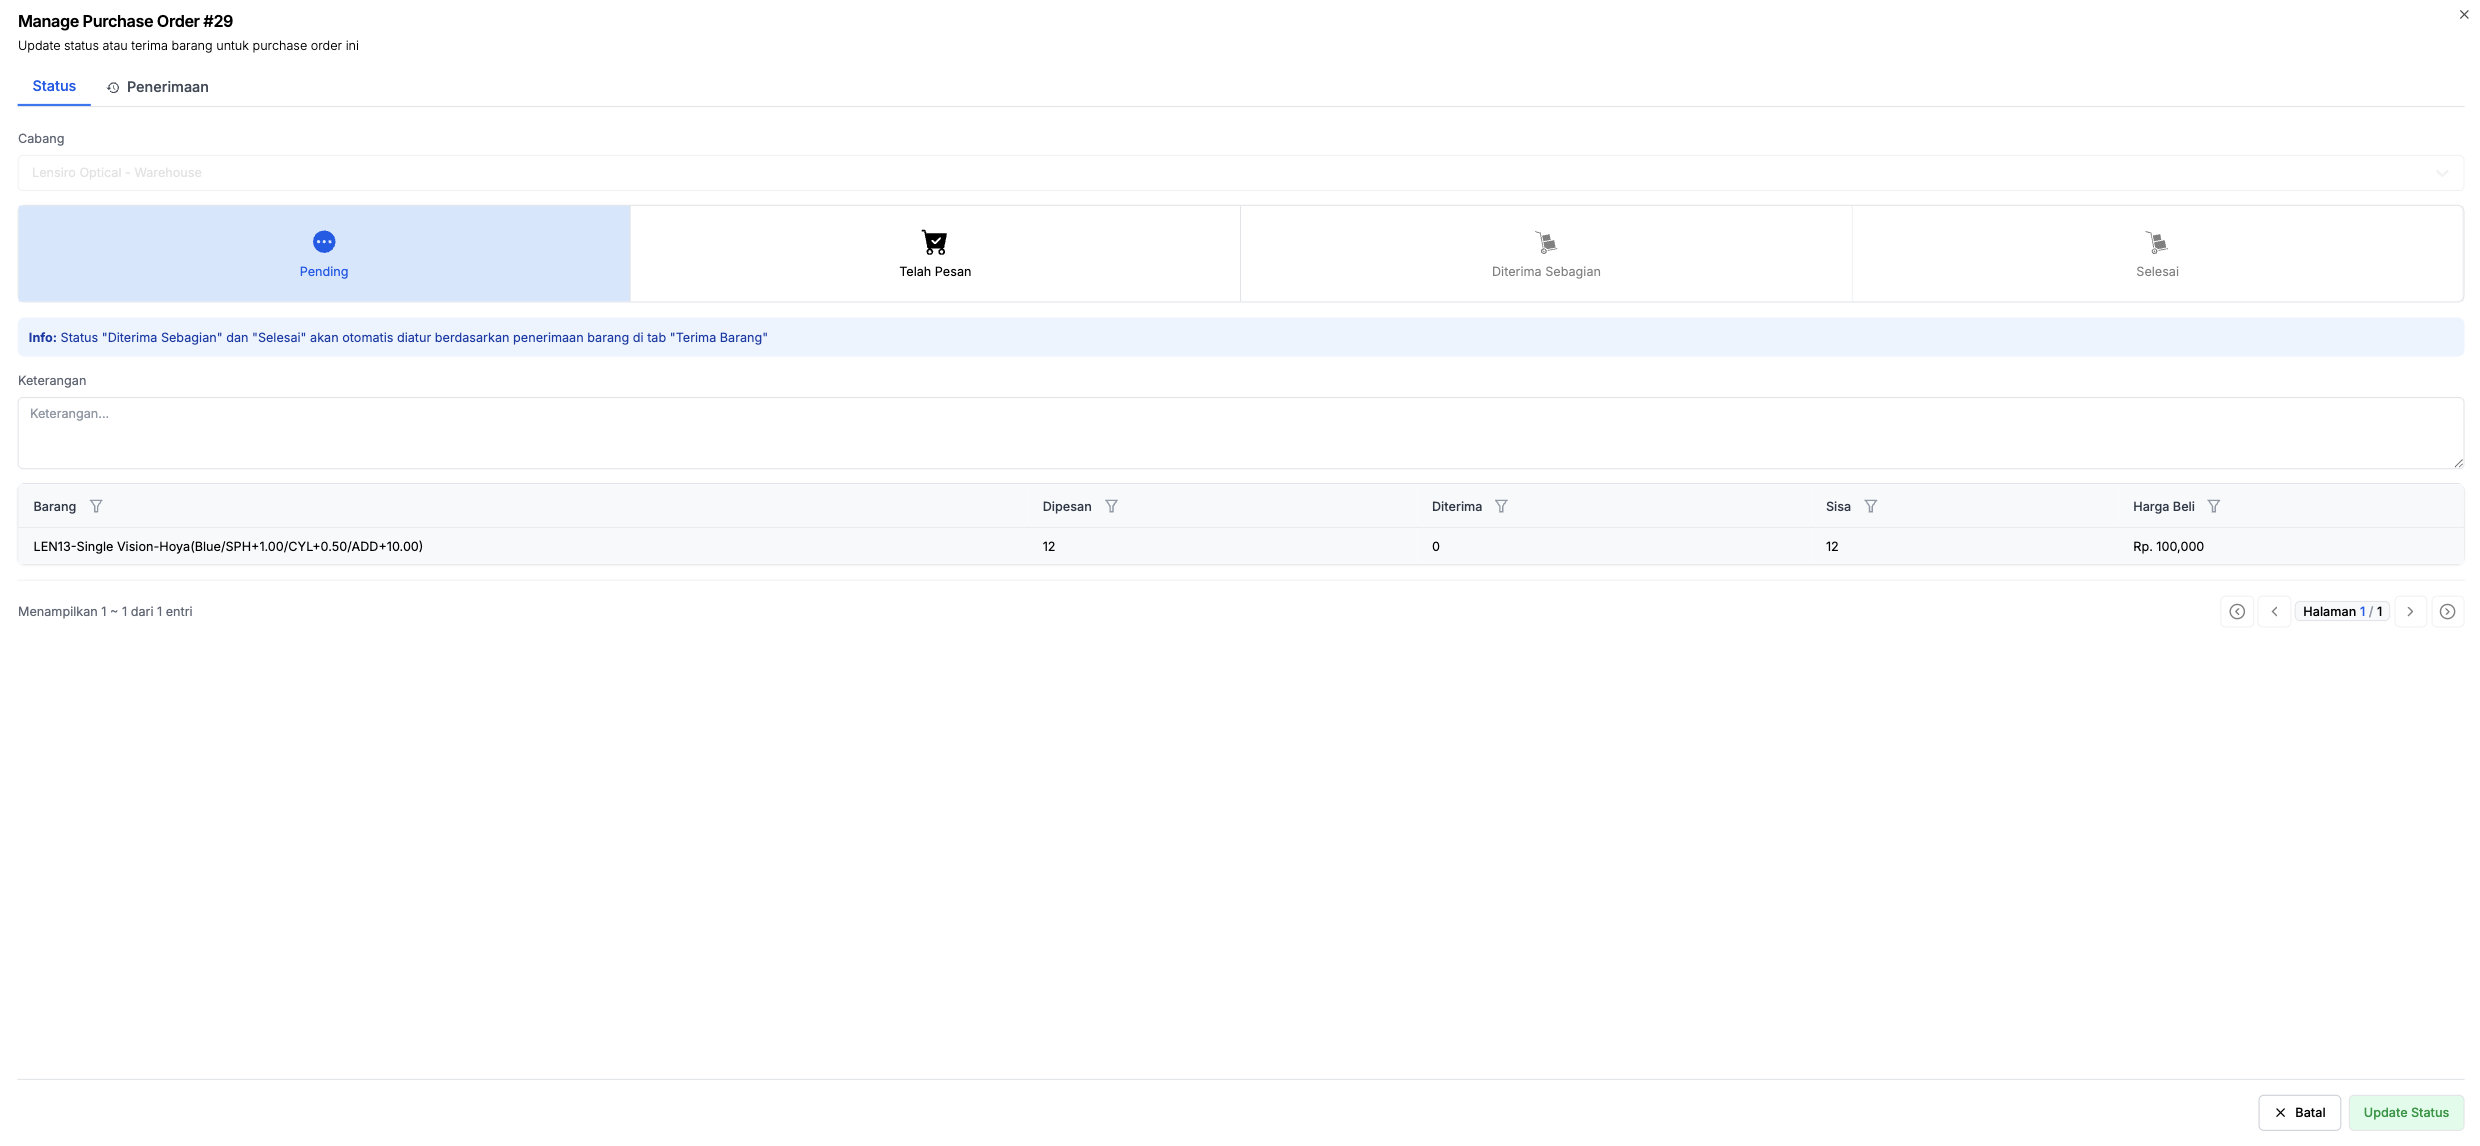 Manage Purchase Order #29
Update status atau terima barang untuk purchase order ini
Status Penerimaan
Cabang
Lensiro Optical - Warehouse
Pending Telah Pesan Diterima Sebagian Selesai
Info: Status "Diterima Sebagian" dan "Selesai" akan otomatis diatur berdasarkan penerimaan barang di tab "Terima Barang"
Keterangan
Keterangan...
Barang Dipesan Diterima Sisa Harga Beli
LEN13-Single Vision-Hoya(Blue/SPH+1.00/CYL+0.50/ADD+10.00) 12 0 12 Rp. 100,000
Menampilkan 1 ~ 1 dari 1 entri Halaman 1 / 1
Batal Update Status